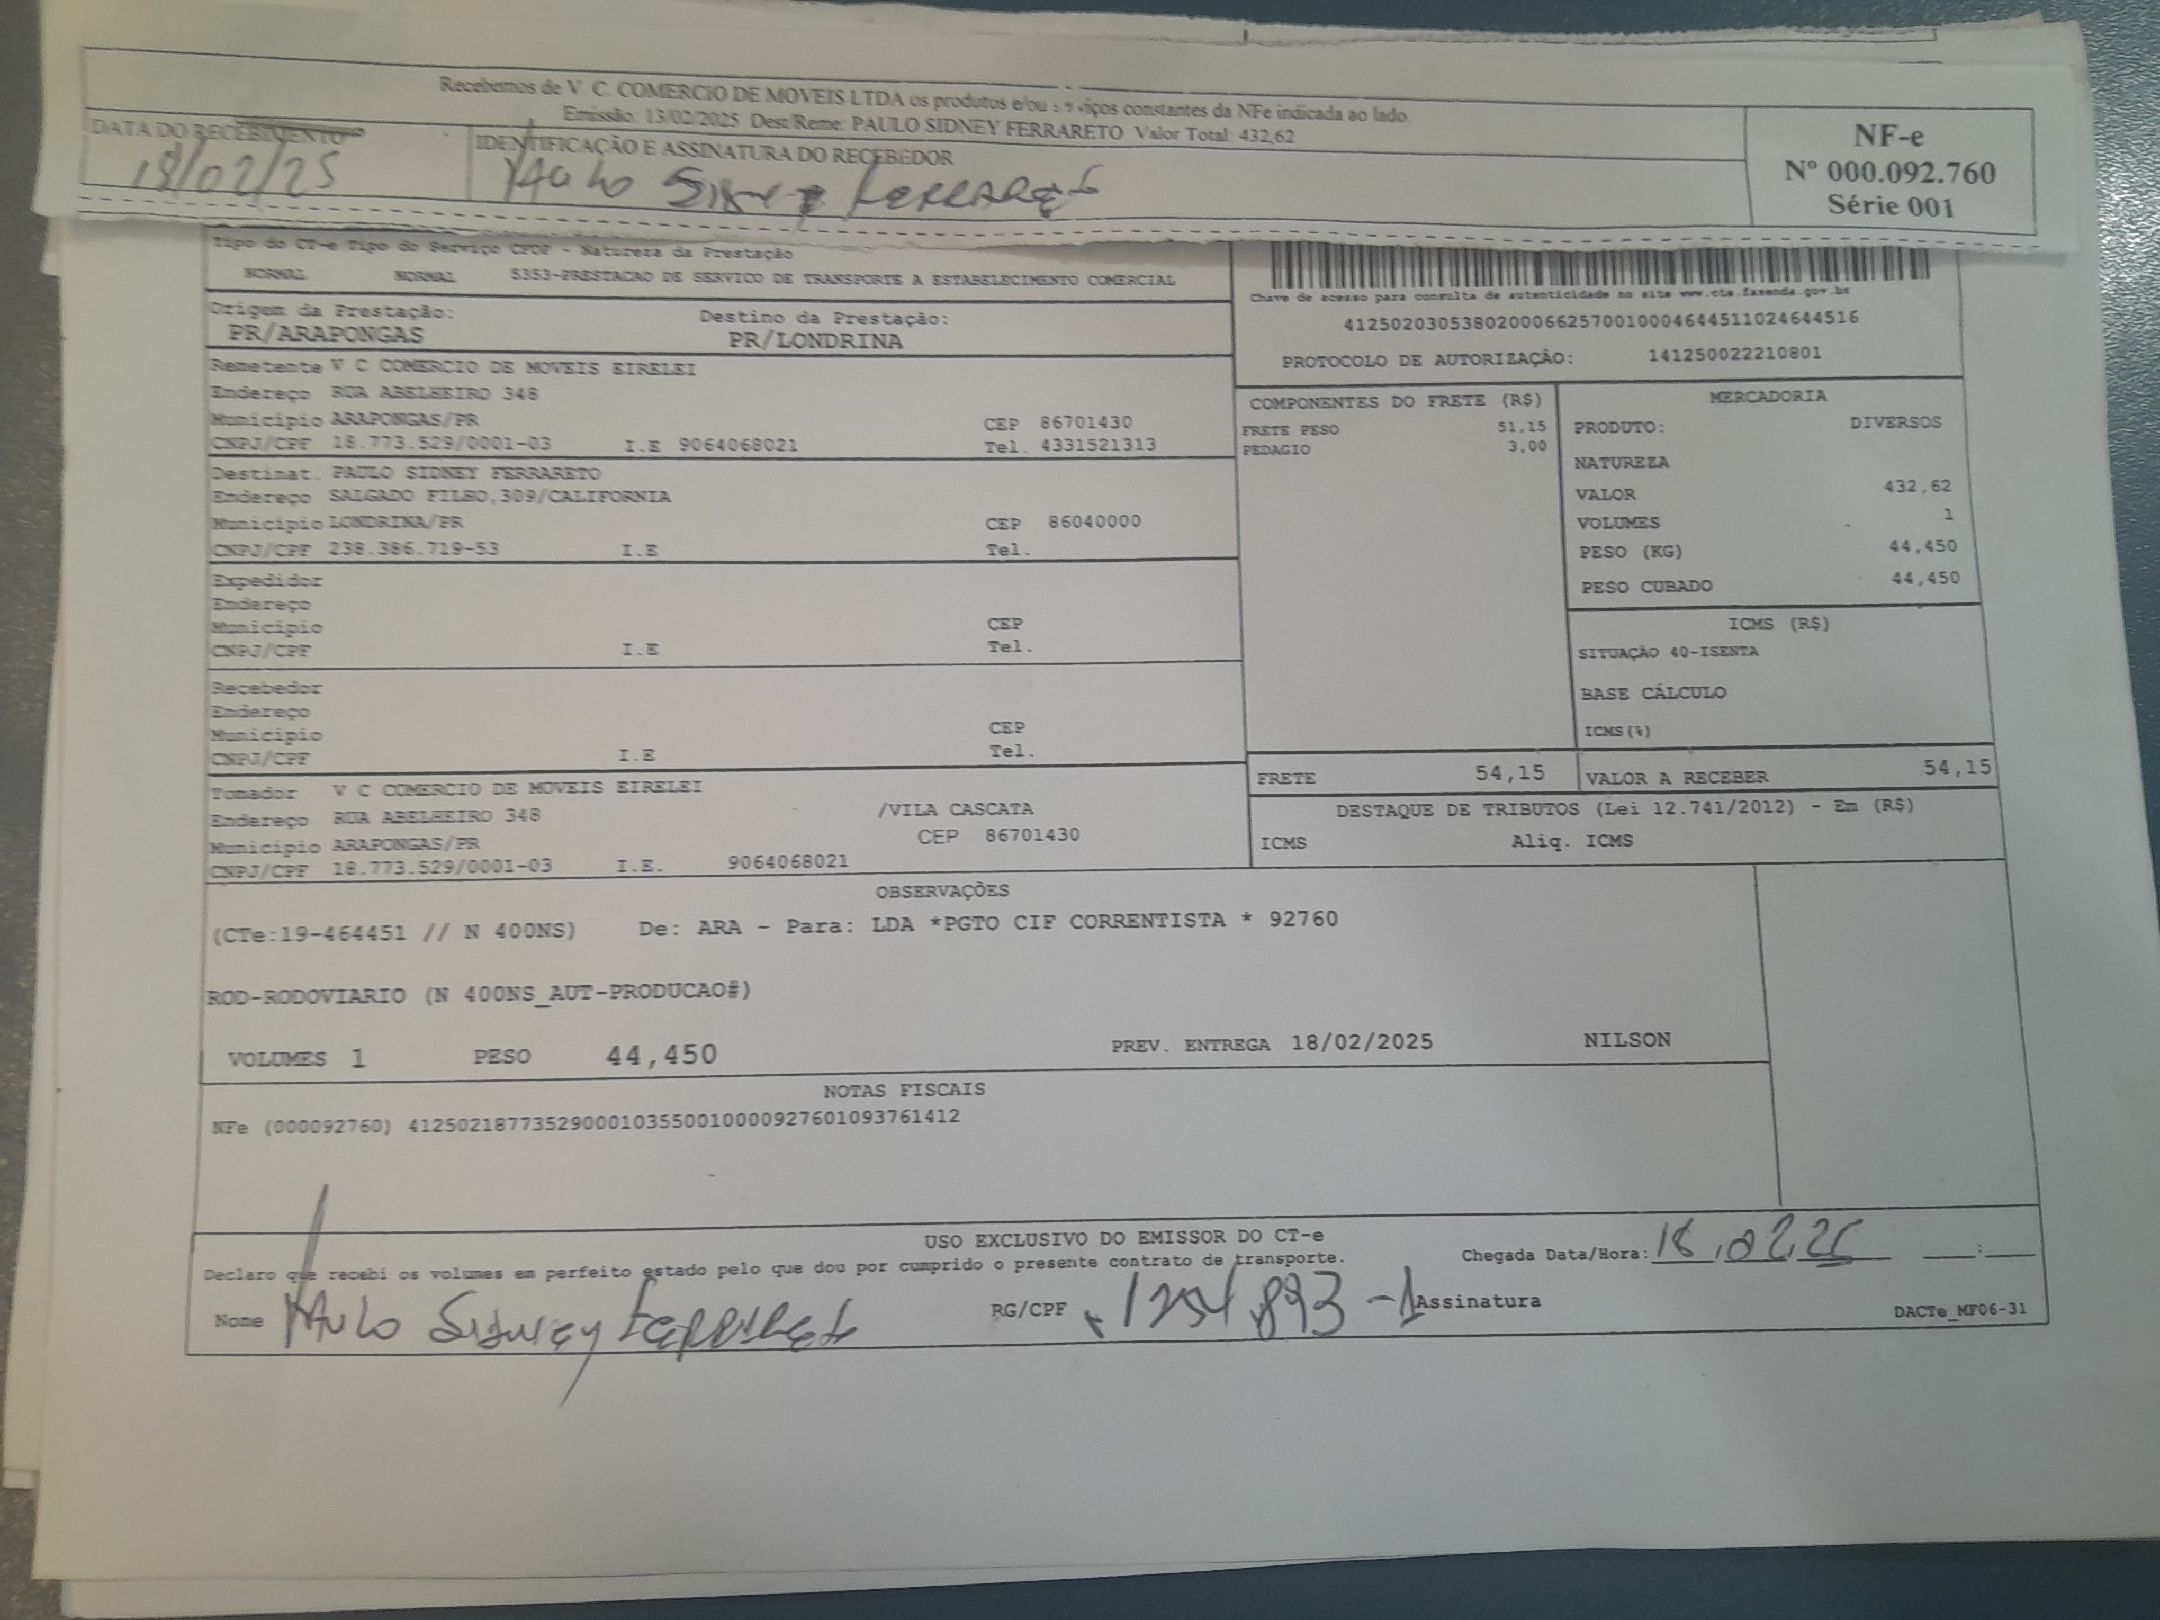 Recebemos de V. C. COMERCIO DE MOVEIS LTDA os produtos e/ou serviços constantes da NFe indicada ao lado.
Emissão: 13/02/2025 Dest/Reme: PAULO SIDNEY FERRARETO Valor Total: 432,62
DATA DO RECEBIMENTO
18/02/25
IDENTIFICAÇÃO E ASSINATURA DO RECEBEDOR
PAULO SIDNEY FERRARETO
NF-e
Nº 000.092.760
Série 001
Tipo do CT-e Tipo do Serviço CFOP - Natureza da Prestação
NORMAL NORMAL 5353-PRESTACAO DE SERVICO DE TRANSPORTE A ESTABELECIMENTO COMERCIAL
Origem da Prestação: Destino da Prestação:
PR/ARAPONGAS PR/LONDRINA
Chave de acesso para consulta de autenticidade no site www.cte.fazenda.gov.br
41250203053802000662570010004644511024644516
PROTOCOLO DE AUTORIZAÇÃO: 141250022210801
Remetente V C COMERCIO DE MOVEIS EIRELEI
Endereço RUA ABELHEIRO 348
Município ARAPONGAS/PR CEP 86701430
CNPJ/CPF 18.773.529/0001-03 I.E 9064068021 Tel. 4331521313
Destinat. PAULO SIDNEY FERRARETO
Endereço SALGADO FILHO,309/CALIFORNIA
Município LONDRINA/PR CEP 86040000
CNPJ/CPF 238.386.719-53 I.E Tel.
Expedidor
Endereço
Município CEP
CNPJ/CPF I.E Tel.
Recebedor
Endereço
Município CEP
CNPJ/CPF I.E Tel.
Tomador V C COMERCIO DE MOVEIS EIRELEI
Endereço RUA ABELHEIRO 348 /VILA CASCATA
Município ARAPONGAS/PR CEP 86701430
CNPJ/CPF 18.773.529/0001-03 I.E. 9064068021
COMPONENTES DO FRETE (R$)
FRETE PESO 51,15
PEDAGIO 3,00
MERCADORIA
PRODUTO: DIVERSOS
NATUREZA
VALOR 432,62
VOLUMES 1
PESO (KG) 44,450
PESO CUBADO 44,450
ICMS (R$)
SITUAÇÃO 40-ISENTA
BASE CÁLCULO
ICMS(%)
FRETE 54,15 VALOR A RECEBER 54,15
DESTAQUE DE TRIBUTOS (Lei 12.741/2012) - Em (R$)
ICMS Aliq. ICMS
OBSERVAÇÕES
(CTe:19-464451 // N 400NS) De: ARA - Para: LDA *PGTO CIF CORRENTISTA * 92760
ROD-RODOVIARIO (N 400NS_AUT-PRODUCAO#)
VOLUMES 1 PESO 44,450 PREV. ENTREGA 18/02/2025 NILSON
NOTAS FISCAIS
NFe (000092760) 41250218773529000103550010000927601093761412
USO EXCLUSIVO DO EMISSOR DO CT-e
Declaro que recebi os volumes em perfeito estado pelo que dou por cumprido o presente contrato de transporte.
Chegada Data/Hora: 18,02,25 :
Nome PAULO SIDNEY FERRARETO RG/CPF 1254.893-1 Assinatura
DACTe_MF06-31